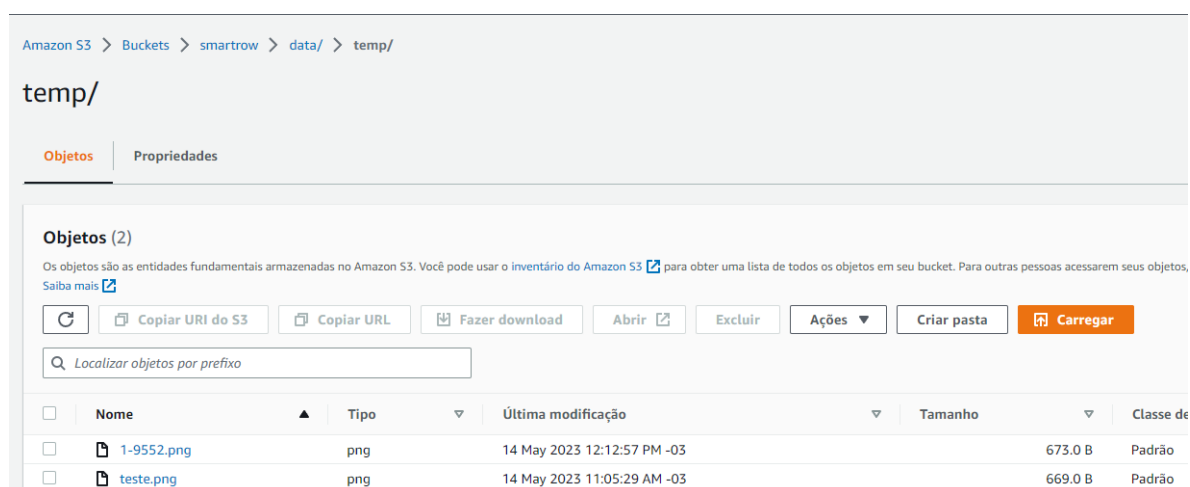 Amazon S3 > Buckets > smartrow > data/ > temp/
temp/
Objetos Propriedades
Objetos (2)
Os objetos são as entidades fundamentais armazenadas no Amazon S3. Você pode usar o inventário do Amazon S3 para obter uma lista de todos os objetos em seu bucket. Para outras pessoas acessarem seus objetos,
Saiba mais
Copiar URI do S3 Copiar URL Fazer download Abrir Excluir Ações Criar pasta Carregar
Localizar objetos por prefixo
Nome Tipo Última modificação Tamanho Classe de
1-9552.png png 14 May 2023 12:12:57 PM -03 673.0 B Padrão
teste.png png 14 May 2023 11:05:29 AM -03 669.0 B Padrão